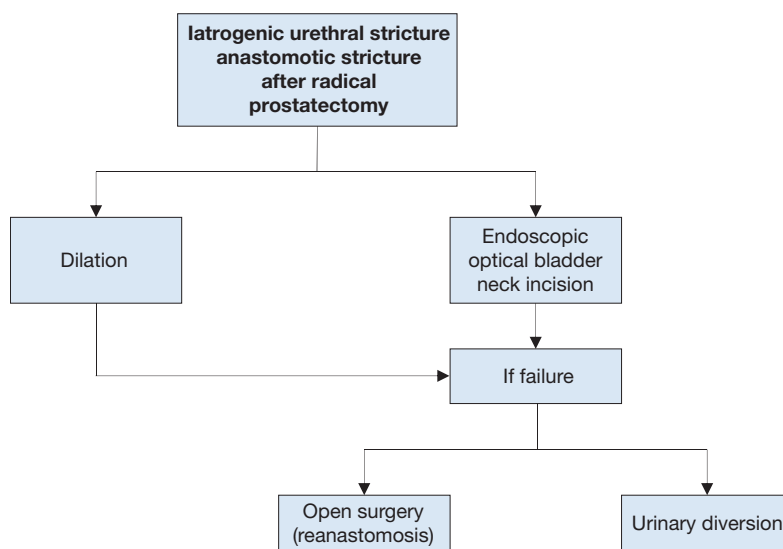 Iatrogenic urethral stricture
anastomotic stricture
after radical
prostatectomy
Dilation
Endoscopic
optical bladder
neck incision
If failure
Open surgery
(reanastomosis)
Urinary diversion